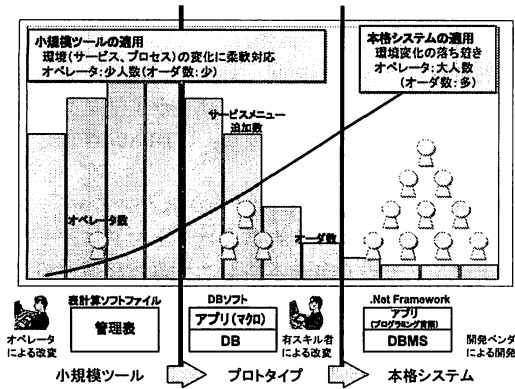 小規模ツールの適用
環境(サービス、プロセス)の変化に柔軟対応
オペレータ:少人数(オーダ数:少)
本格システムの適用
環境変化の落ち着き
オペレータ:大人数
(オーダ数:多)
サービスメニュー
追加数
オペレータ数
オーダ数
オペレータ
による改変
表計算ソフトファイル
管理表
DBソフト
アプリ(マクロ)
DB
有スキル者
による改変
.Net Framework
アプリ
(プログラミング言語)
DBMS
開発ベンダ
による開発
小規模ツール
プロトタイプ
本格システム